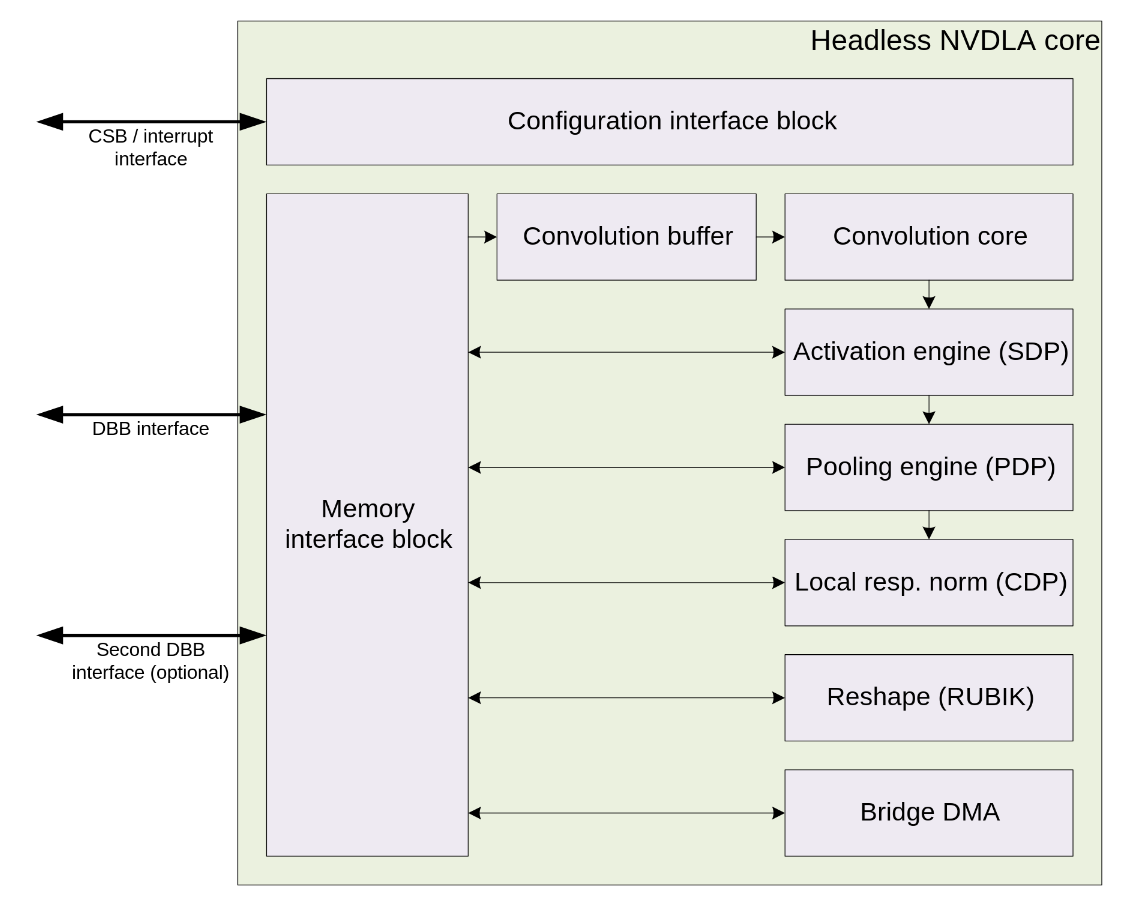 Headless NVDLA core
Configuration interface block
CSB / interrupt
interface
Convolution buffer
Convolution core
Activation engine (SDP)
DBB interface
Pooling engine (PDP)
Memory
interface block
Local resp. norm (CDP)
Second DBB
interface (optional)
Reshape (RUBIK)
Bridge DMA